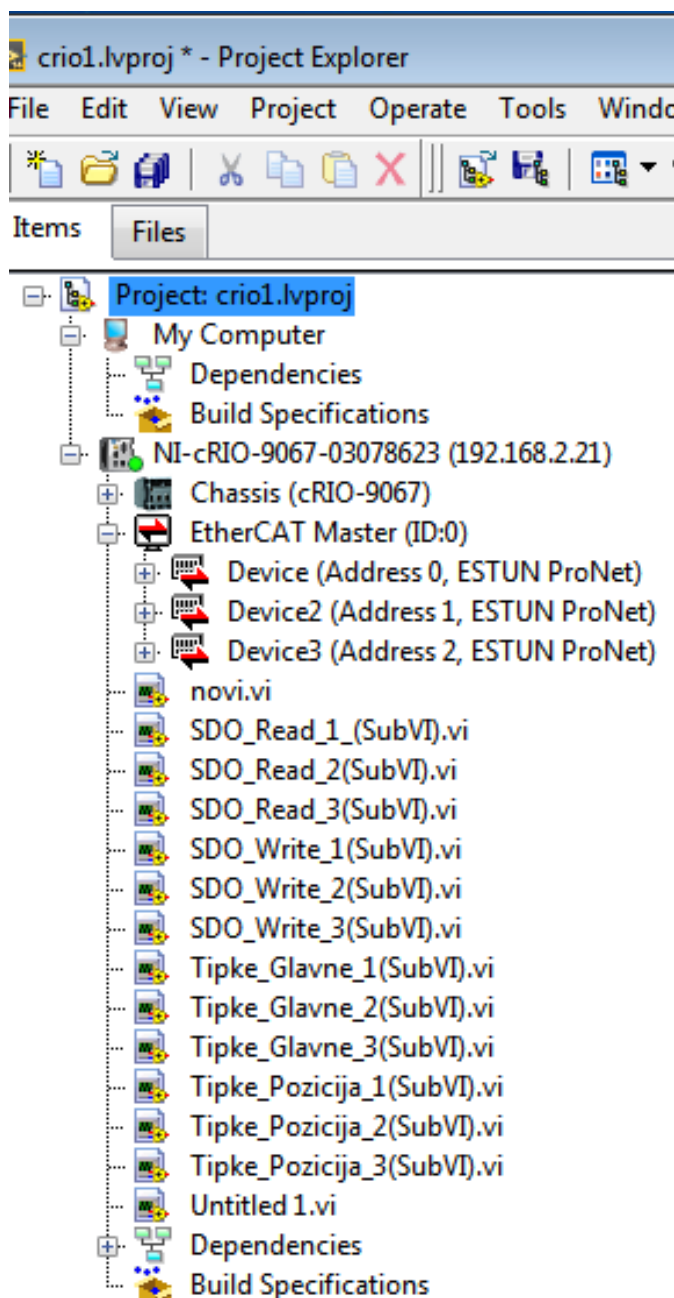 crio1.lvproj * - Project Explorer
File Edit View Project Operate Tools
Items Files
Project: crio1.lvproj
My Computer
Dependencies
Build Specifications
NI-cRIO-9067-03078623 (192.168.2.21)
Chassis (cRIO-9067)
EtherCAT Master (ID:0)
Device (Address 0, ESTUN ProNet)
Device2 (Address 1, ESTUN ProNet)
Device3 (Address 2, ESTUN ProNet)
novi.vi
SDO_Read_1_(SubVI).vi
SDO_Read_2(SubVI).vi
SDO_Read_3(SubVI).vi
SDO_Write_1(SubVI).vi
SDO_Write_2(SubVI).vi
SDO_Write_3(SubVI).vi
Tipke_Glavne_1(SubVI).vi
Tipke_Glavne_2(SubVI).vi
Tipke_Glavne_3(SubVI).vi
Tipke_Pozicija_1(SubVI).vi
Tipke_Pozicija_2(SubVI).vi
Tipke_Pozicija_3(SubVI).vi
Untitled 1.vi
Dependencies
Build Specifications